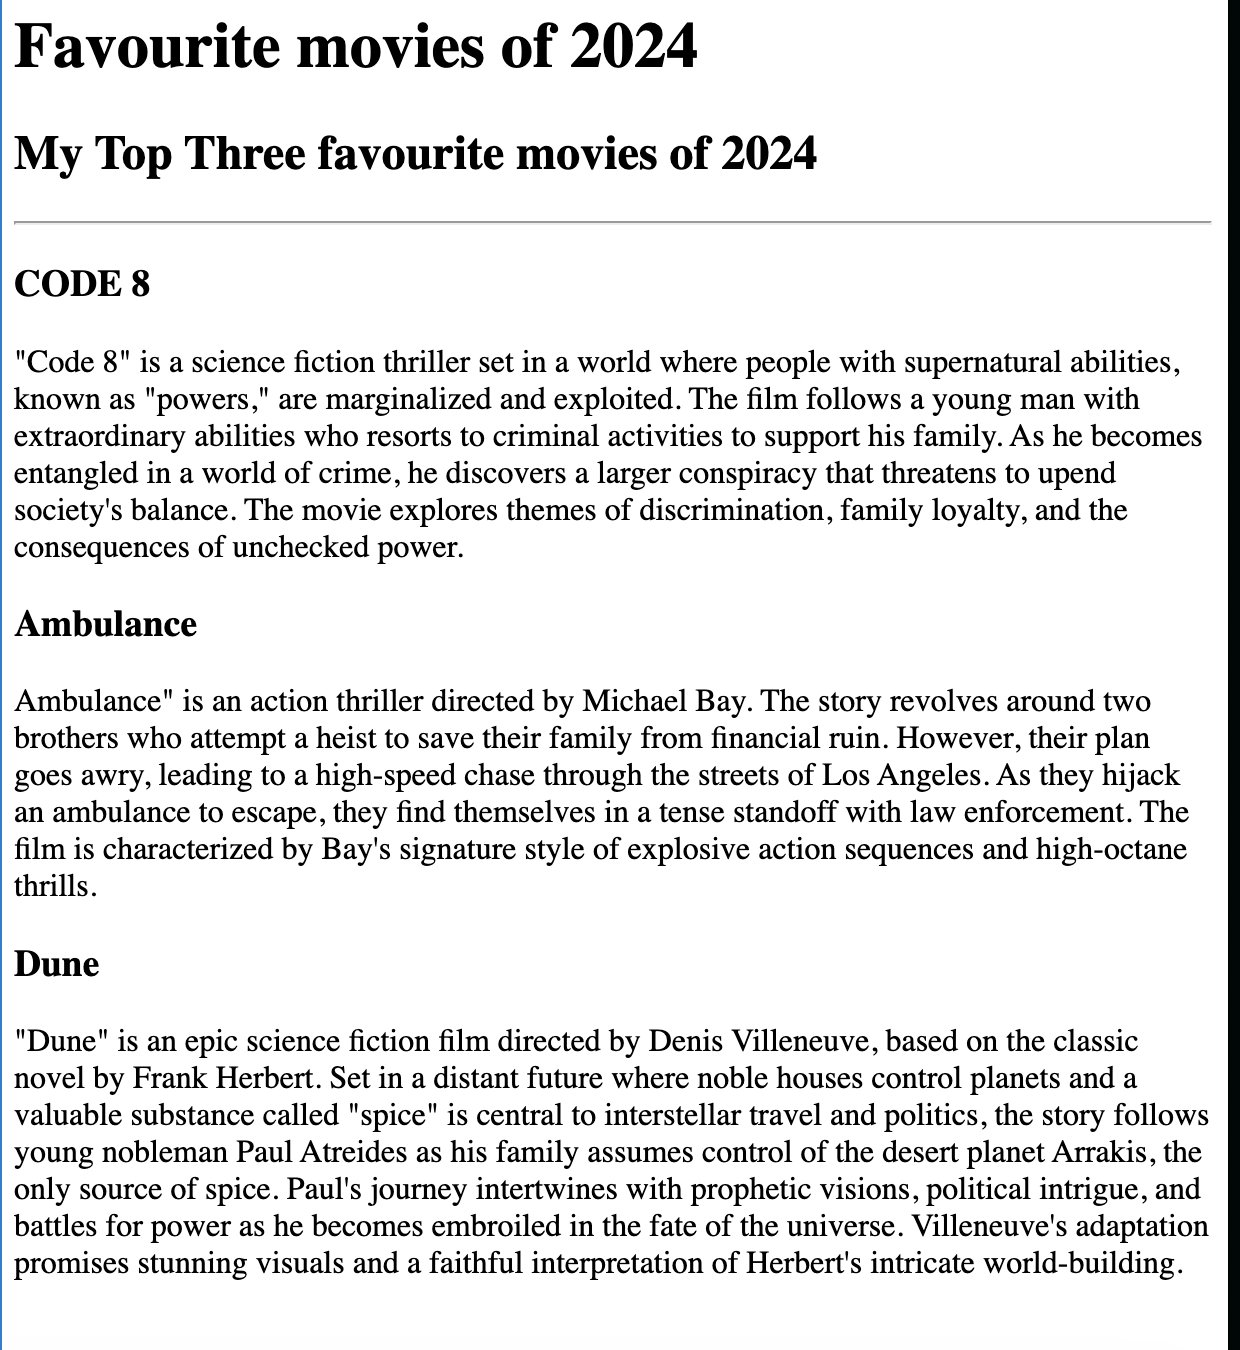 Favourite movies of 2024
My Top Three favourite movies of 2024
CODE 8
"Code 8" is a science fiction thriller set in a world where people with supernatural abilities,
known as "powers," are marginalized and exploited. The film follows a young man with
extraordinary abilities who resorts to criminal activities to support his family. As he becomes
entangled in a world of crime, he discovers a larger conspiracy that threatens to upend
society's balance. The movie explores themes of discrimination, family loyalty, and the
consequences of unchecked power.
Ambulance
Ambulance" is an action thriller directed by Michael Bay. The story revolves around two
brothers who attempt a heist to save their family from financial ruin. However, their plan
goes awry, leading to a high-speed chase through the streets of Los Angeles. As they hijack
an ambulance to escape, they find themselves in a tense standoff with law enforcement. The
film is characterized by Bay's signature style of explosive action sequences and high-octane
thrills.
Dune
"Dune" is an epic science fiction film directed by Denis Villeneuve, based on the classic
novel by Frank Herbert. Set in a distant future where noble houses control planets and a
valuable substance called "spice" is central to interstellar travel and politics, the story follows
young nobleman Paul Atreides as his family assumes control of the desert planet Arrakis, the
only source of spice. Paul's journey intertwines with prophetic visions, political intrigue, and
battles for power as he becomes embroiled in the fate of the universe. Villeneuve's adaptation
promises stunning visuals and a faithful interpretation of Herbert's intricate world-building.